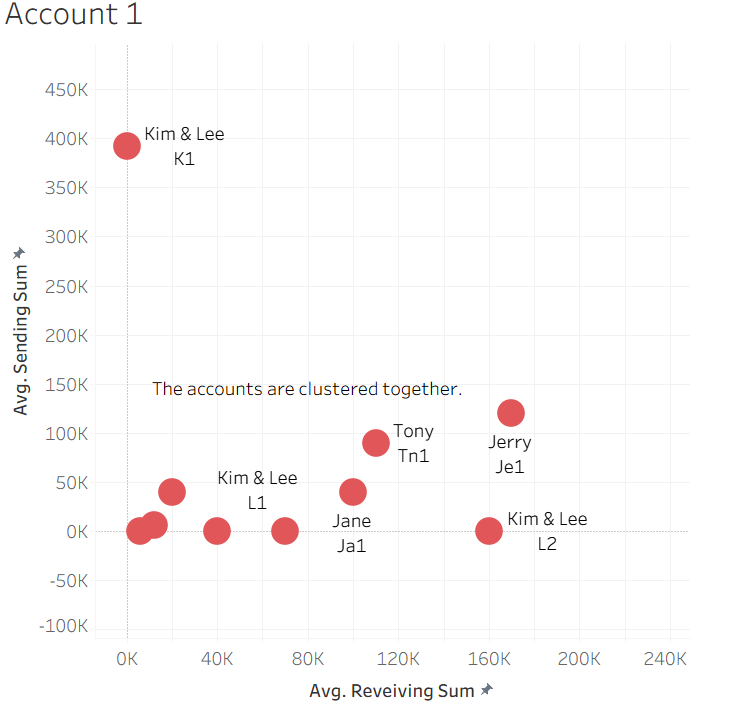 Account 1
450K
400K
350K
300K
250K
200K
150K
100K
50K
0K
-50K
-100K
Avg. Sending Sum
Kim & Lee
K1
The accounts are clustered together.
Tony
Tn1
Jerry
Je1
Kim & Lee
L1
Jane
Ja1
Kim & Lee
L2
0K 40K 80K 120K 160K 200K 240K
Avg. Reveiving Sum